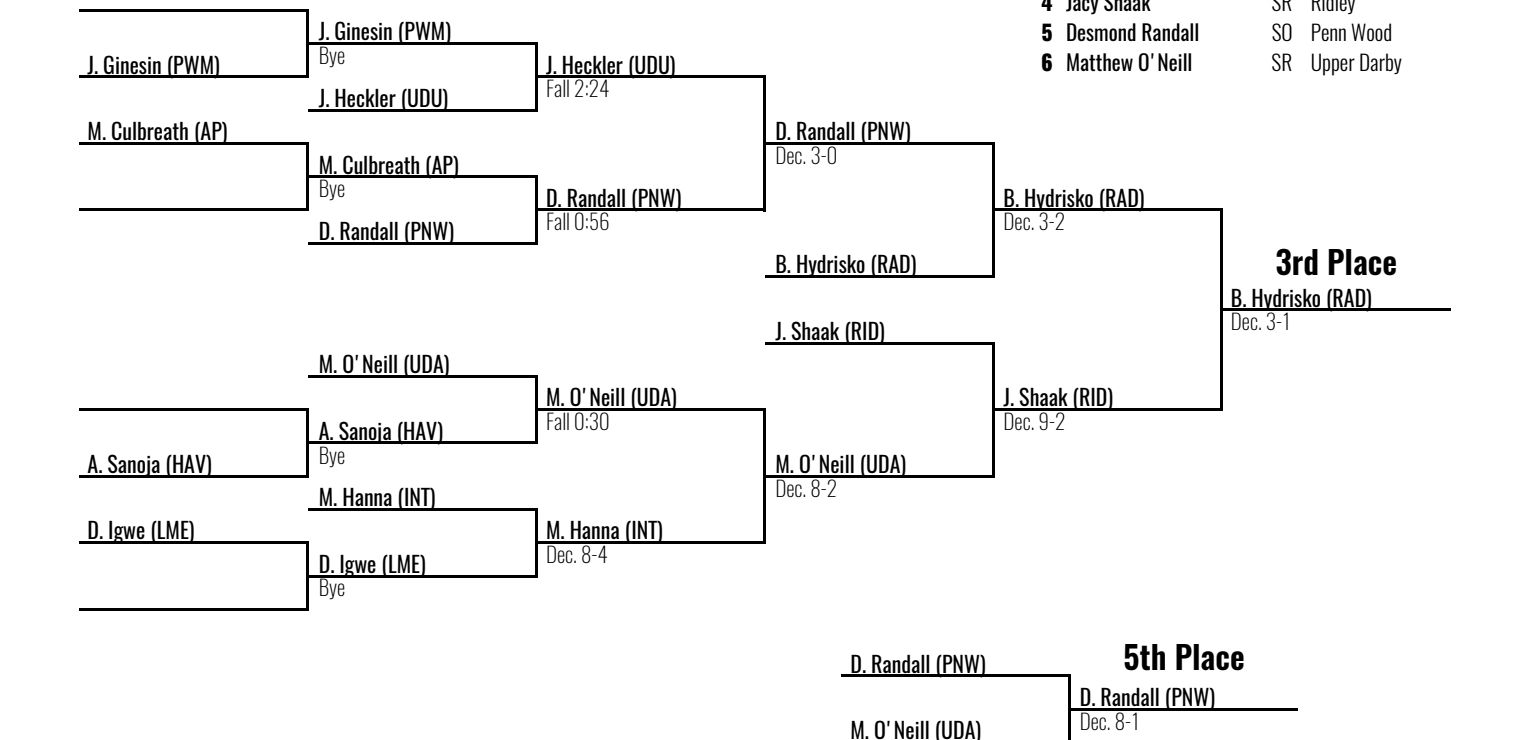 4 Jacy Shaak SR Ridley
5 Desmond Randall SO Penn Wood
6 Matthew O'Neill SR Upper Darby
J. Ginesin (PWM)
Bye
J. Ginesin (PWM)
J. Heckler (UDU)
Fall 2:24
J. Heckler (UDU)
M. Culbreath (AP)
D. Randall (PNW)
Dec. 3-0
M. Culbreath (AP)
Bye
D. Randall (PNW)
Fall 0:56
B. Hydrisko (RAD)
Dec. 3-2
D. Randall (PNW)
B. Hydrisko (RAD)
3rd Place
B. Hydrisko (RAD)
Dec. 3-1
J. Shaak (RID)
M. O'Neill (UDA)
M. O'Neill (UDA)
Fall 0:30
J. Shaak (RID)
Dec. 9-2
A. Sanoja (HAV)
Bye
A. Sanoja (HAV)
M. O'Neill (UDA)
Dec. 8-2
M. Hanna (INT)
D. Igwe (LME)
M. Hanna (INT)
Dec. 8-4
D. Igwe (LME)
Bye
5th Place
D. Randall (PNW)
D. Randall (PNW)
Dec. 8-1
M. O'Neill (UDA)